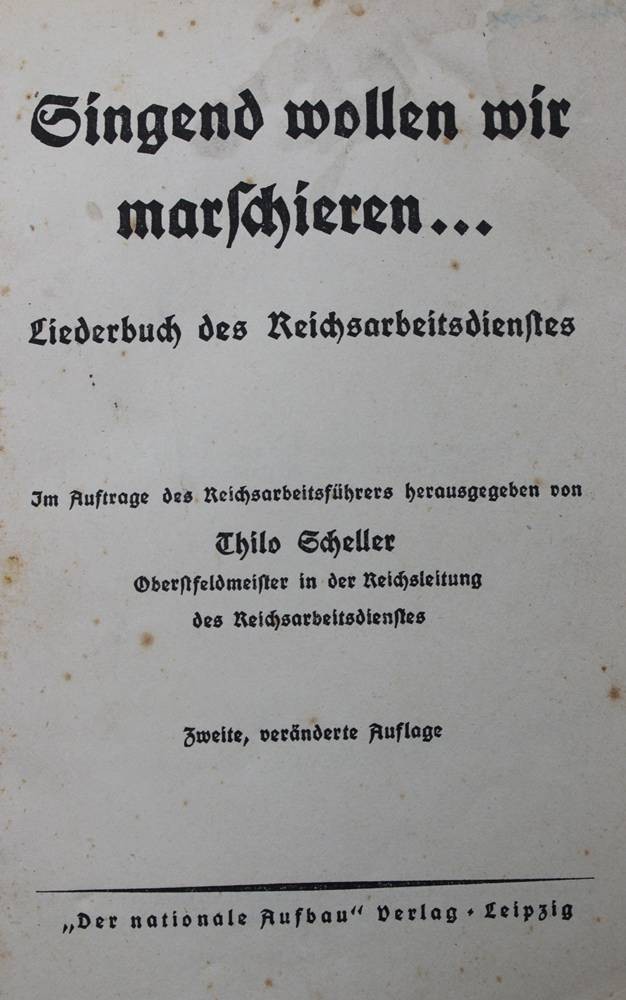 Singend wollen wir
marschieren...
Liederbuch des Reichsarbeitsdienstes
Im Auftrage des Reichsarbeitsführers herausgegeben von
Thilo Scheller
Oberstfeldmeister in der Reichsleitung
des Reichsarbeitsdienstes
Zweite, veränderte Auflage
„Der nationale Aufbau“ Verlag · Leipzig